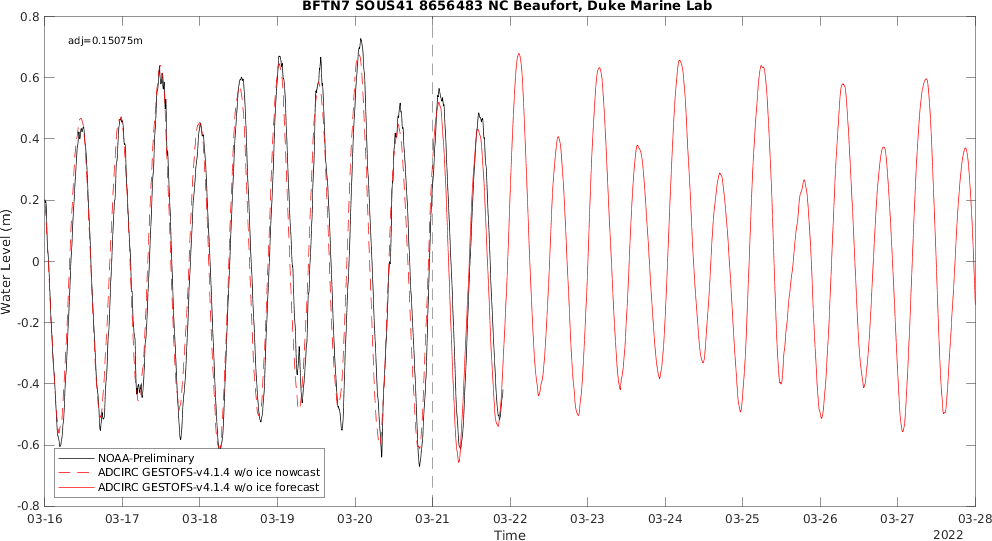 BFTN7 SOUS41 8656483 NC Beaufort, Duke Marine Lab
adj=0.15075m
0.8
0.6
0.4
0.2
0
-0.2
-0.4
-0.6
-0.8
Water Level (m)
NOAA-Preliminary
ADCIRC GESTOFS-v4.1.4 w/o ice nowcast
ADCIRC GESTOFS-v4.1.4 w/o ice forecast
03-16 03-17 03-18 03-19 03-20 03-21 03-22 03-23 03-24 03-25 03-26 03-27 03-28
Time
2022